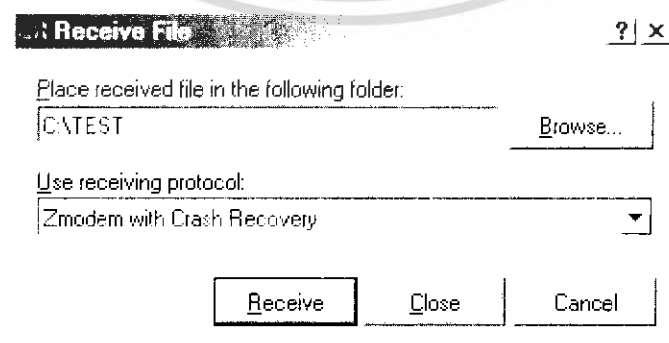 Receive File
? ×
Place received file in the following folder:
C:\TEST
Browse...
Use receiving protocol:
Zmodem with Crash Recovery
Receive Close Cancel